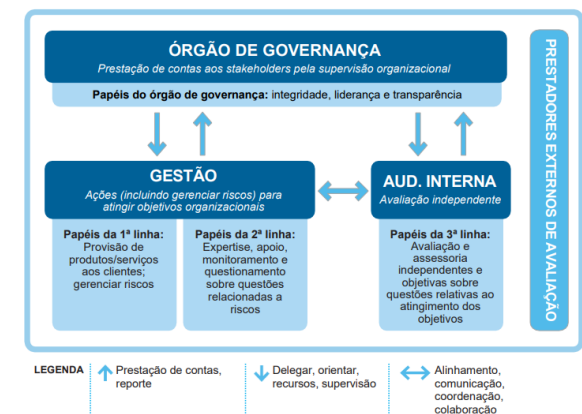 ÓRGÃO DE GOVERNANÇA
Prestação de contas aos stakeholders pela supervisão organizacional
Papéis do órgão de governança: integridade, liderança e transparência
GESTÃO
Ações (incluindo gerenciar riscos) para
atingir objetivos organizacionais
Papéis da 1ª linha:
Provisão de
produtos/serviços
aos clientes;
gerenciar riscos
Papéis da 2ª linha:
Expertise, apoio,
monitoramento e
questionamento
sobre questões
relacionadas a
riscos
AUD. INTERNA
Avaliação independente
Papéis da 3ª linha:
Avaliação e
assessoria
independentes e
objetivas sobre
questões relativas ao
atingimento dos
objetivos
PRESTADORES EXTERNOS DE AVALIAÇÃO
LEGENDA
Prestação de contas,
reporte
Delegar, orientar,
recursos, supervisão
Alinhamento,
comunicação,
coordenação,
colaboração